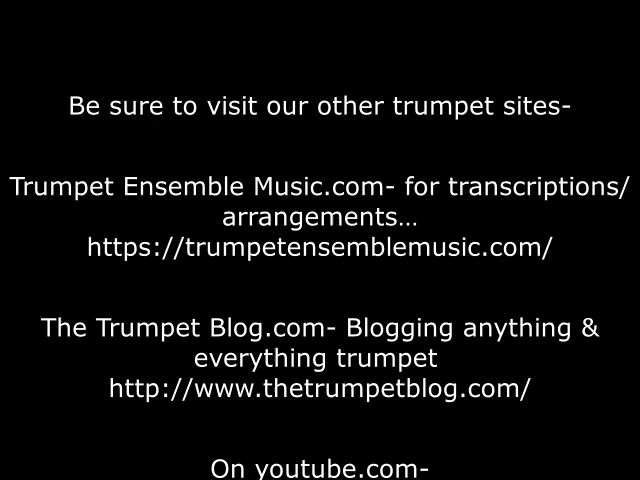 Be sure to visit our other trumpet sites-
Trumpet Ensemble Music.com- for transcriptions/
arrangements…
https://trumpetensemblemusic.com/
The Trumpet Blog.com- Blogging anything &
everything trumpet
http://www.thetrumpetblog.com/
On youtube.com-